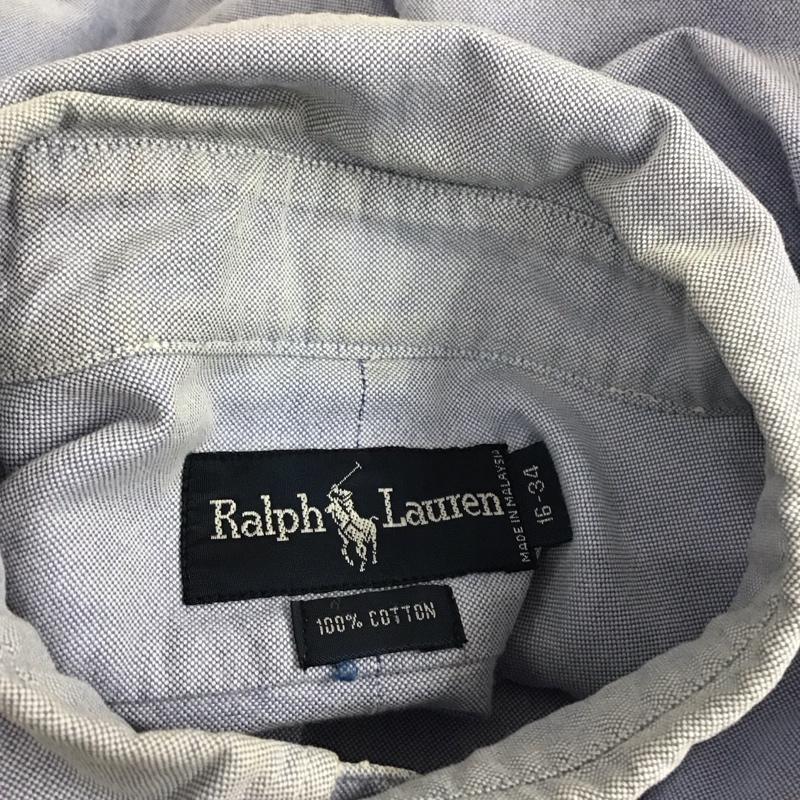 Ralph Lauren
MADE IN MALAYSIA
16-34
100% COTTON